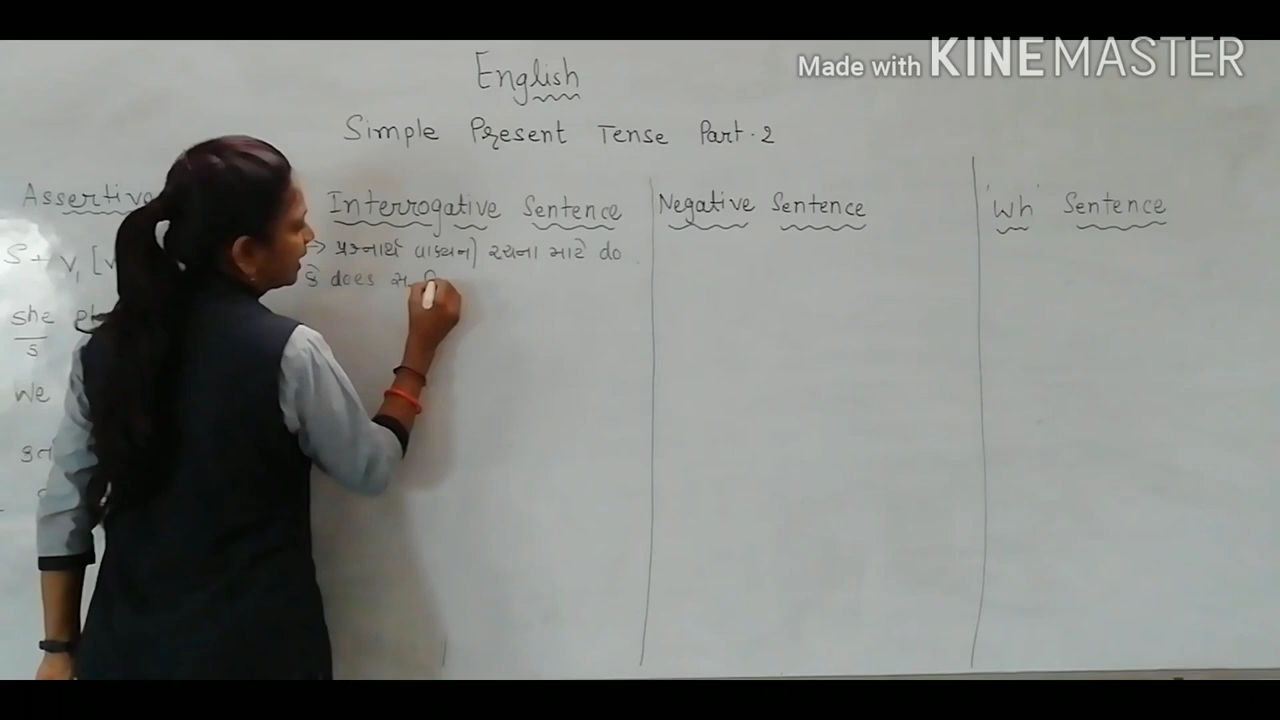 Made with KINEMASTER
English
Simple Present Tense Part-2
Assertive
S + V1 [v
she
s
We
Interrogative Sentence
→ પ્રશ્નાર્થ વાક્યની રચના માટે do
કે does
Negative Sentence
'Wh' Sentence